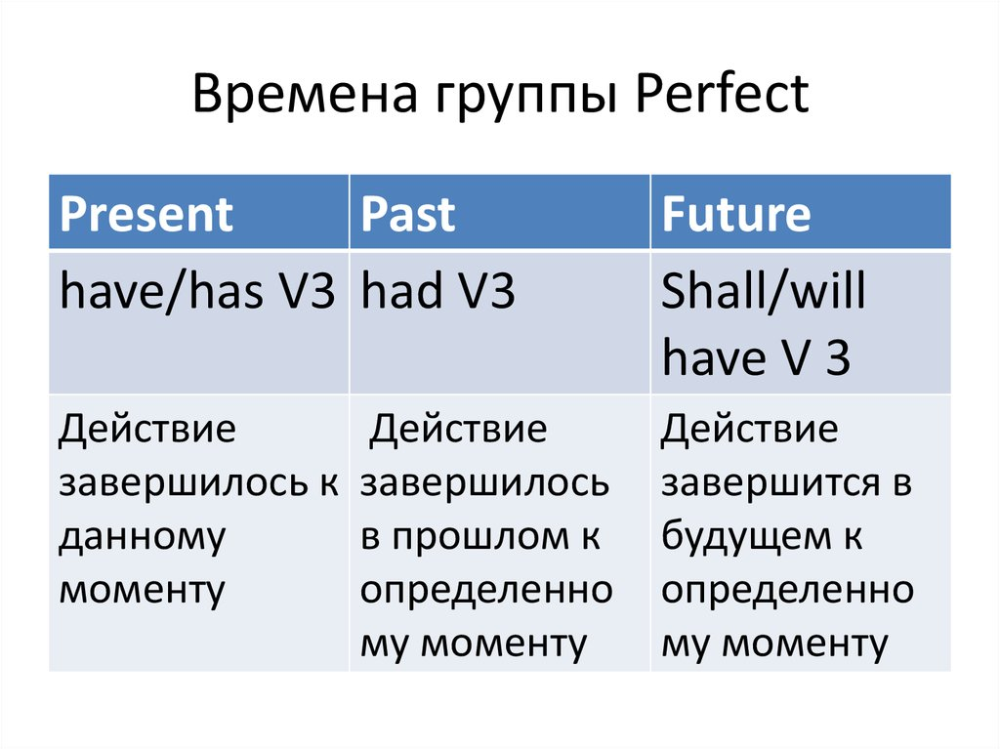 Времена группы Perfect
Present
Past
Future
have/has V3
had V3
Shall/will
have V 3
Действие
завершилось к
данному
моменту
Действие
завершилось
в прошлом к
определенно
му моменту
Действие
завершится в
будущем к
определенно
му моменту